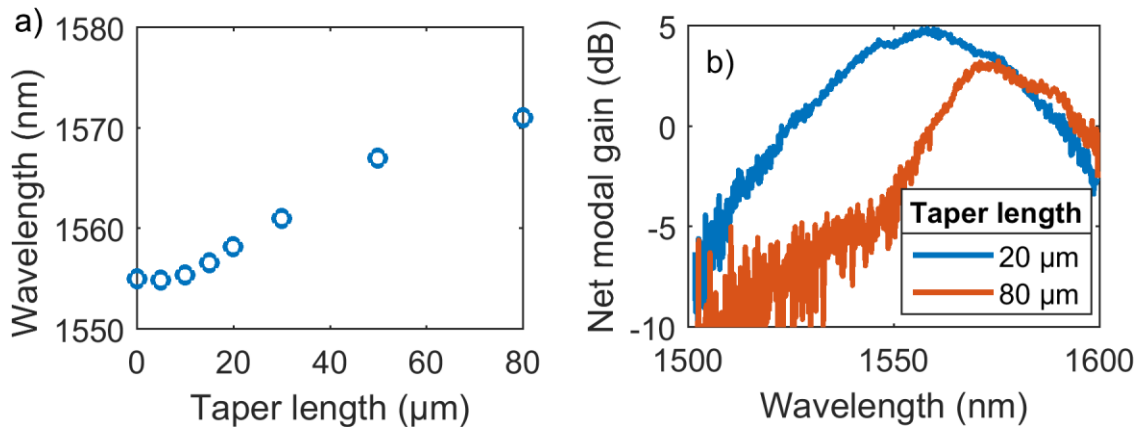 a)
1580
1570
1560
1550
Wavelength (nm)
0 20 40 60 80
Taper length (µm)
b)
5
0
-5
-10
Net modal gain (dB)
Taper length
20 µm
80 µm
1500 1550 1600
Wavelength (nm)